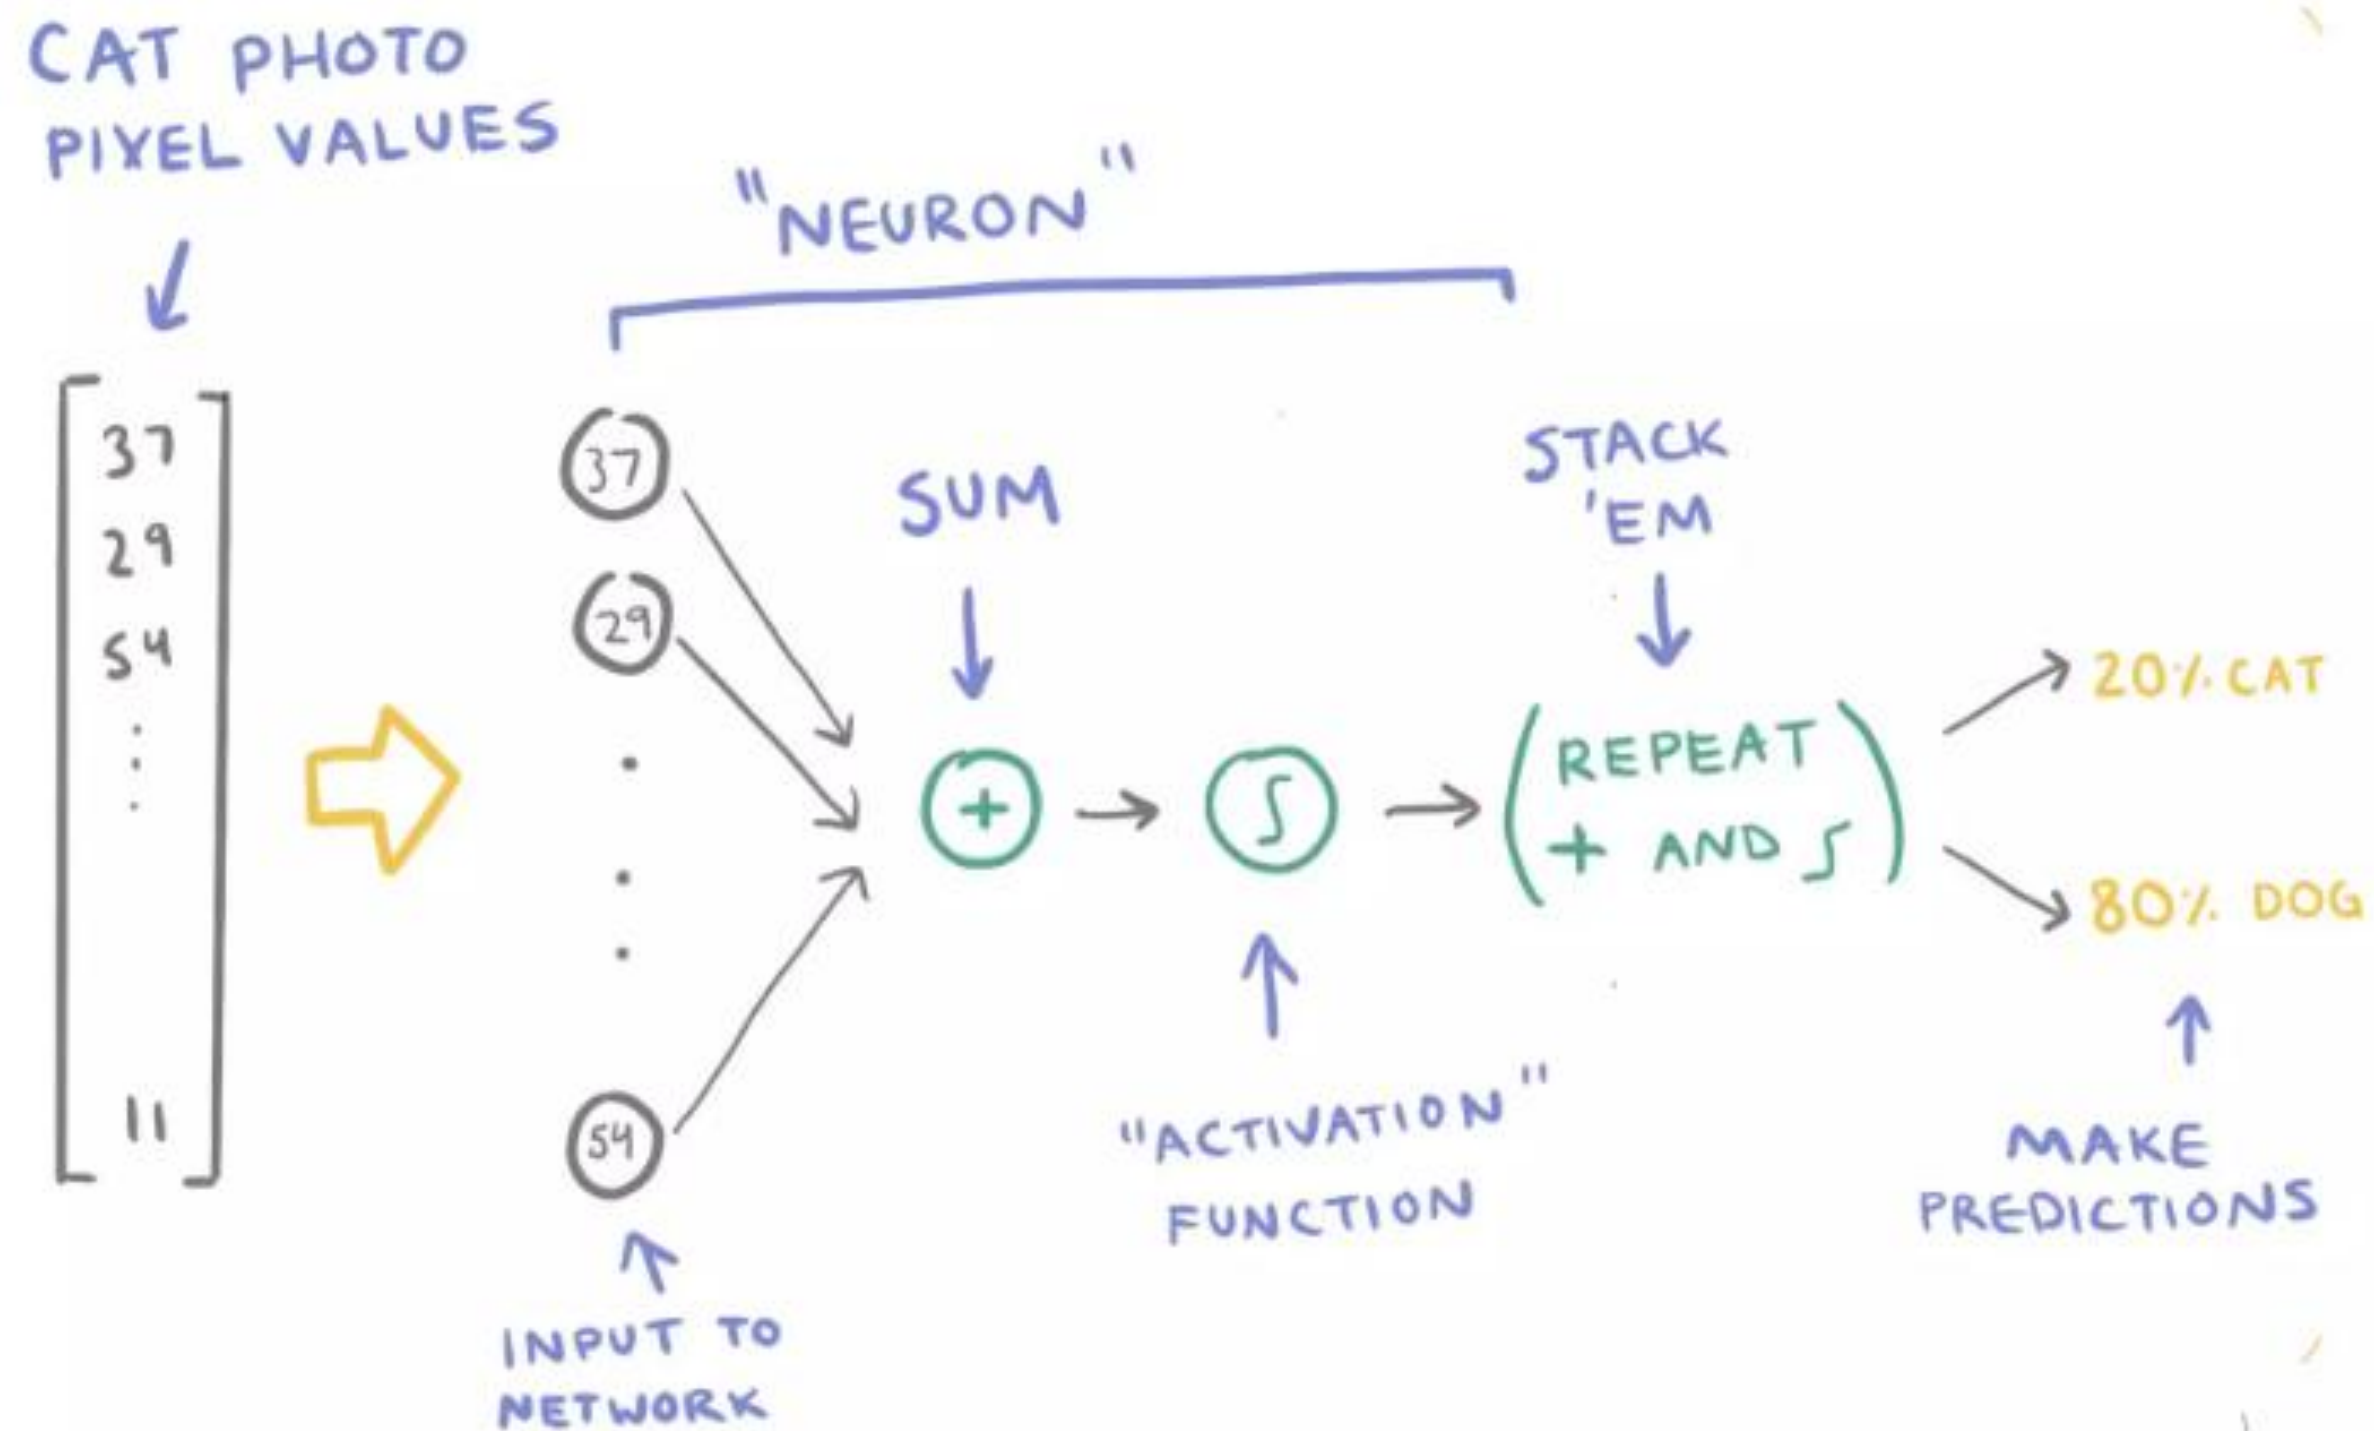 CAT PHOTO
PIXEL VALUES
"NEURON"
37
29
54
11
37
29
54
INPUT TO
NETWORK
SUM
+
∫
"ACTIVATION"
FUNCTION
STACK
'EM
(REPEAT
+ AND ∫)
20% CAT
80% DOG
MAKE
PREDICTIONS